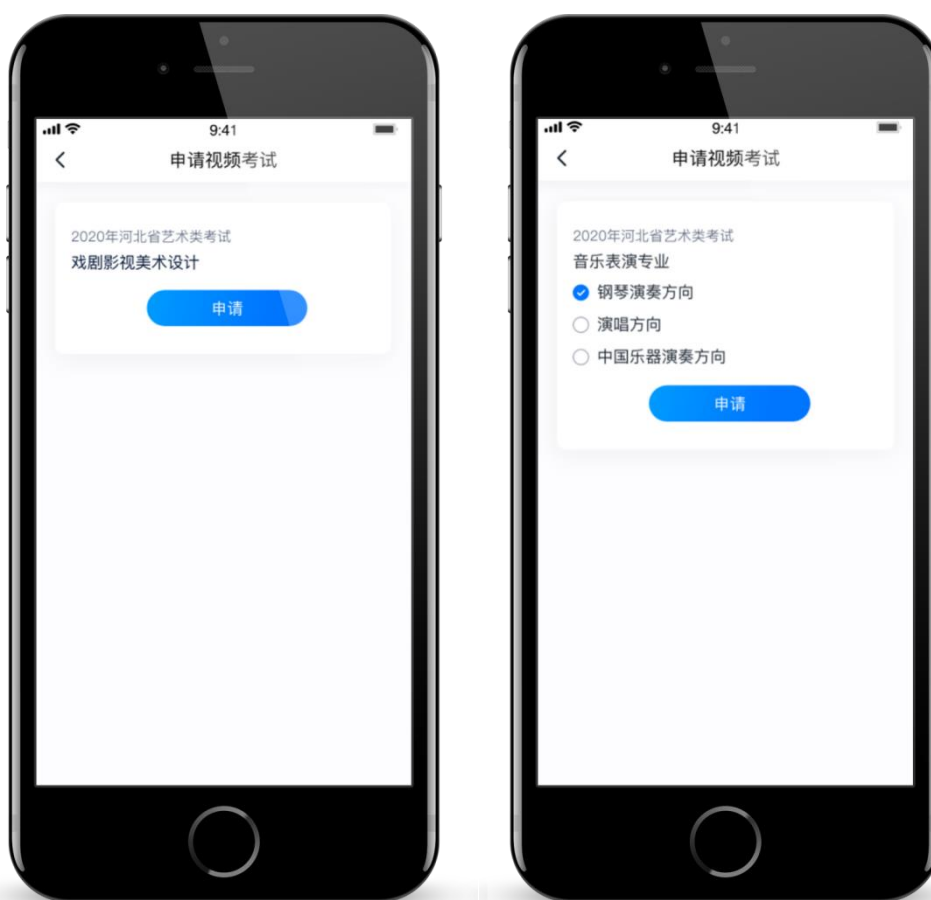 9:41
申请视频考试
2020年河北省艺术类考试
戏剧影视美术设计
申请
9:41
申请视频考试
2020年河北省艺术类考试
音乐表演专业
钢琴演奏方向
演唱方向
中国乐器演奏方向
申请